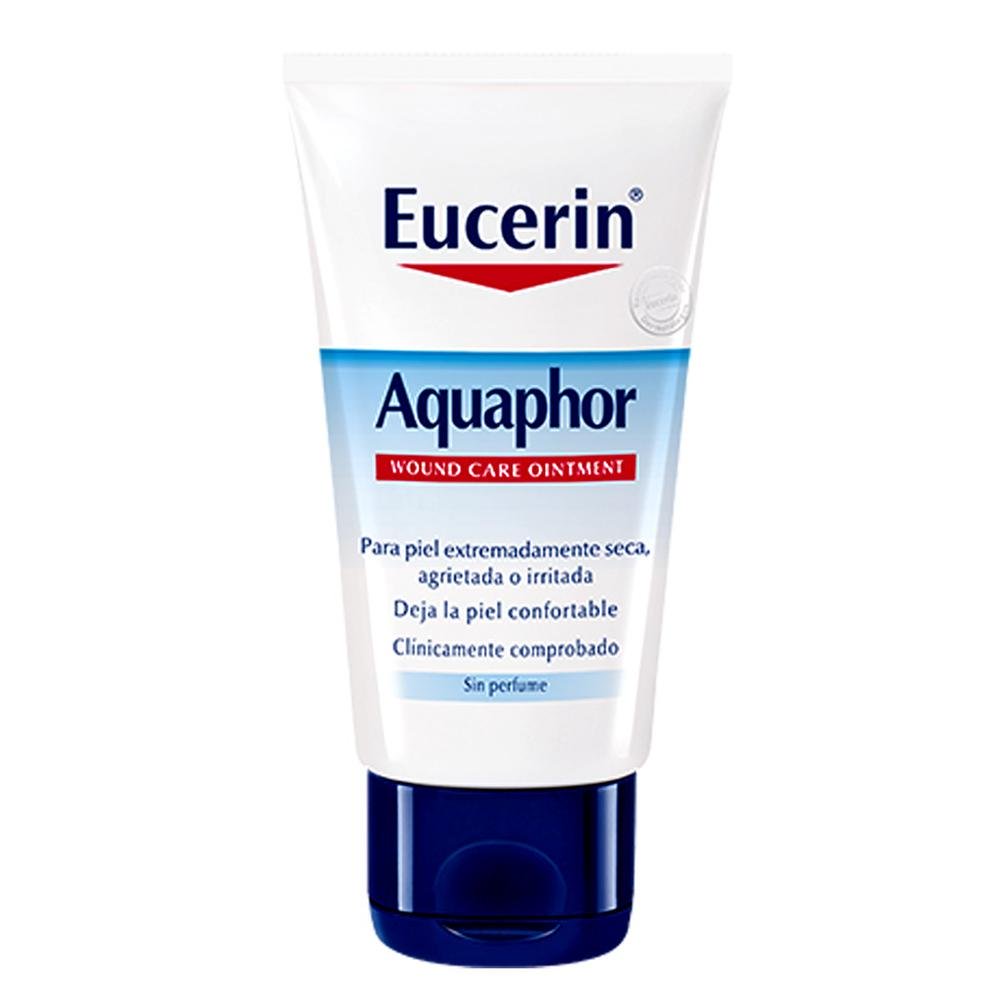 Eucerin®
eucerin
Aquaphor
WOUND CARE OINTMENT
Para piel extremadamente seca,
agrietada o irritada
Deja la piel confortable
Clínicamente comprobado
Sin perfume